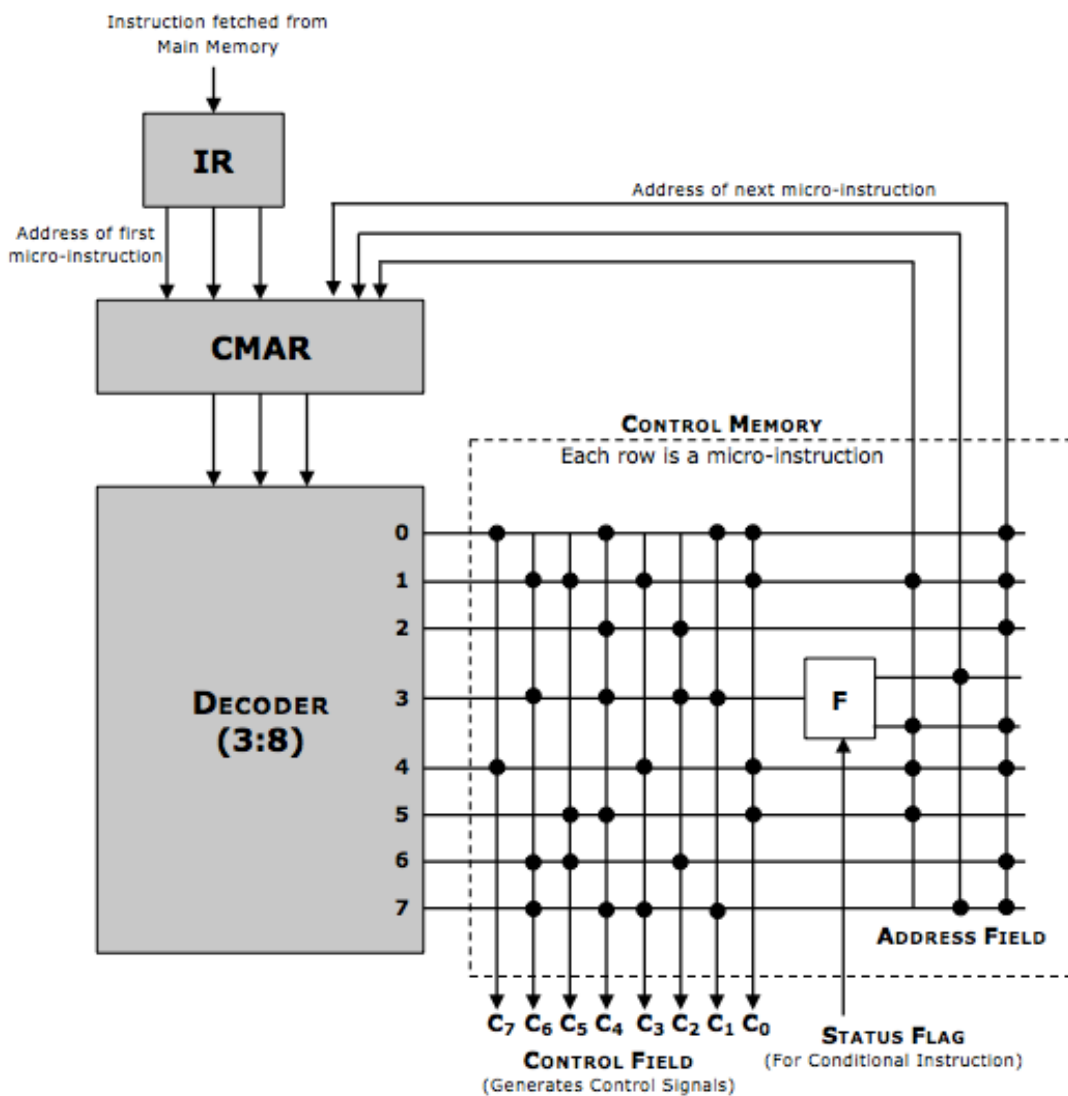 Instruction fetched from
Main Memory
IR
Address of first
micro-instruction
Address of next micro-instruction
CMAR
CONTROL MEMORY
Each row is a micro-instruction
0
1
2
3
4
5
6
7
DECODER
(3:8)
F
ADDRESS FIELD
C₇ C₆ C₅ C₄ C₃ C₂ C₁ C₀
CONTROL FIELD
(Generates Control Signals)
STATUS FLAG
(For Conditional Instruction)